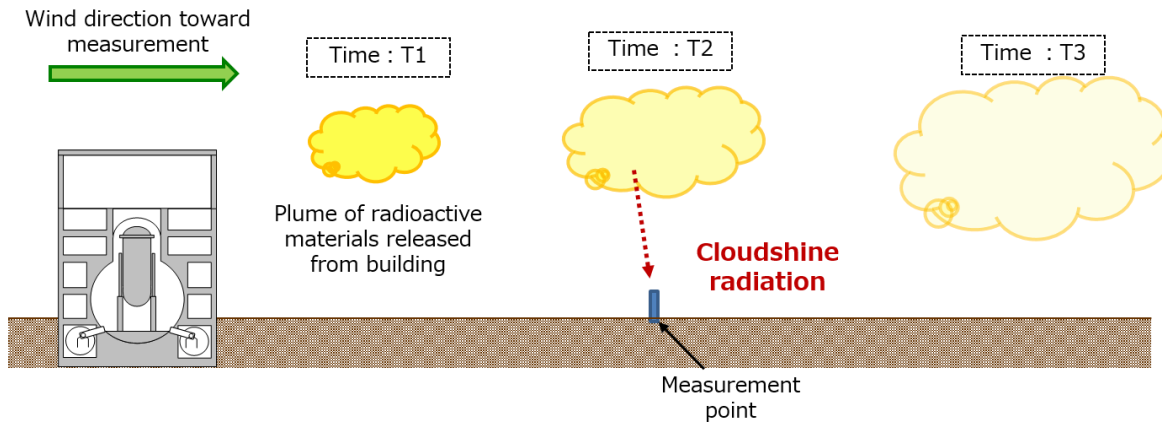 Wind direction toward
measurement
Time : T1
Time : T2
Time : T3
Plume of radioactive
materials released
from building
Cloudshine
radiation
Measurement
point